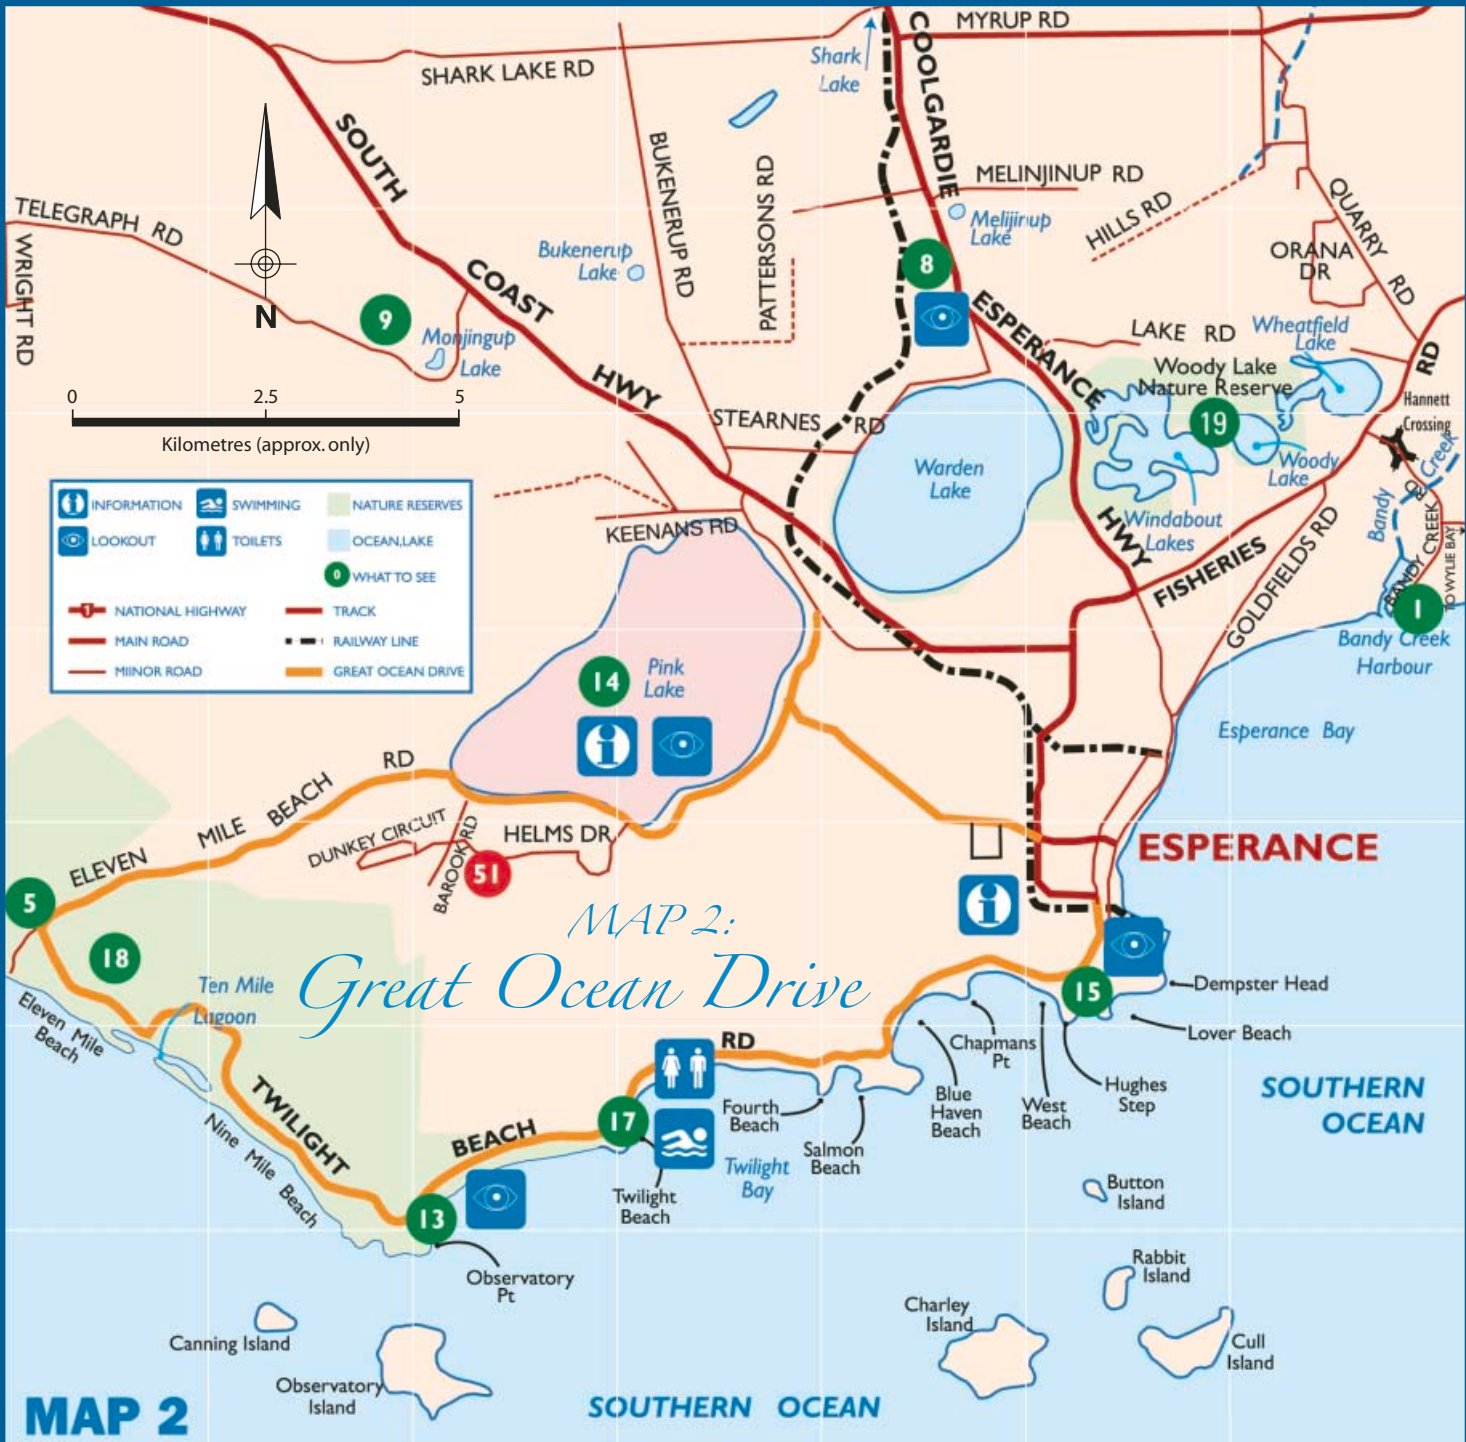 MYRUP RD
COOLGARDIE
Shark
Lake
SHARK LAKE RD
SOUTH
BUKENERUP RD
PATTERSONS RD
MELINJINUP RD
HILLS RD
QUARRY RD
ORANA
DR
TELEGRAPH RD
WRIGHT RD
N
9
Monjingup
Lake
COAST
Bukenerup
Lake
Melijinup
Lake
8
ESPERANCE
LAKE RD
Wheatfield
Lake
Woody Lake
Nature Reserve
19
RD
Hannett
Crossing
0 2.5 5
Kilometres (approx. only)
HWY
STEARNES RD
Warden
Lake
Woody
Lake
Windabout
Lakes
HWY
FISHERIES
GOLDFIELDS RD
Bandy Creek
BANDY CREEK RD
TO WYLIE BAY
1
Bandy Creek
Harbour
INFORMATION
SWIMMING
NATURE RESERVES
LOOKOUT
TOILETS
OCEAN, LAKE
0 WHAT TO SEE
1 NATIONAL HIGHWAY
TRACK
MAIN ROAD
RAILWAY LINE
MIINOR ROAD
GREAT OCEAN DRIVE
KEENANS RD
14
Pink
Lake
i
Esperance Bay
ELEVEN MILE BEACH RD
DUNKEY CIRCUIT
BAROOK RD
HELMS DR
51
ESPERANCE
i
5
18
MAP 2:
Great Ocean Drive
Ten Mile
Lagoon
Eleven Mile
Beach
15
Dempster Head
Lover Beach
Chapmans
Pt
Hughes
Step
West
Beach
Blue
Haven
Beach
SOUTHERN
OCEAN
TWILIGHT
BEACH
RD
17
Fourth
Beach
Salmon
Beach
Twilight
Bay
Twilight
Beach
Nine Mile Beach
13
Observatory
Pt
Button
Island
Rabbit
Island
Charley
Island
Cull
Island
Canning Island
Observatory
Island
SOUTHERN OCEAN
MAP 2